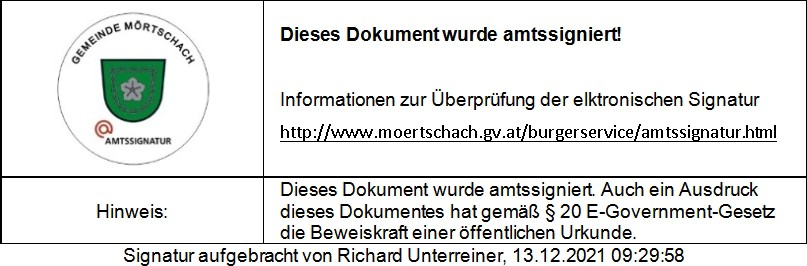 GEMEINDE MÖRTSCHACH
@AMTSSIGNATUR
Dieses Dokument wurde amtssigniert!
Informationen zur Überprüfung der elktronischen Signatur
http://www.moertschach.gv.at/burgerservice/amtssignatur.html
Hinweis:
Dieses Dokument wurde amtssigniert. Auch ein Ausdruck
dieses Dokumentes hat gemäß § 20 E-Government-Gesetz
die Beweiskraft einer öffentlichen Urkunde.
Signatur aufgebracht von Richard Unterreiner, 13.12.2021 09:29:58